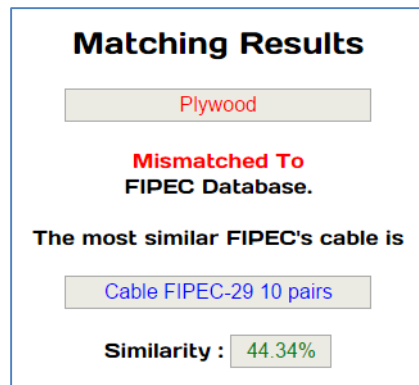 Matching Results
Plywood
Mismatched To
FIPEC Database.
The most similar FIPEC's cable is
Cable FIPEC-29 10 pairs
Similarity : 44.34%